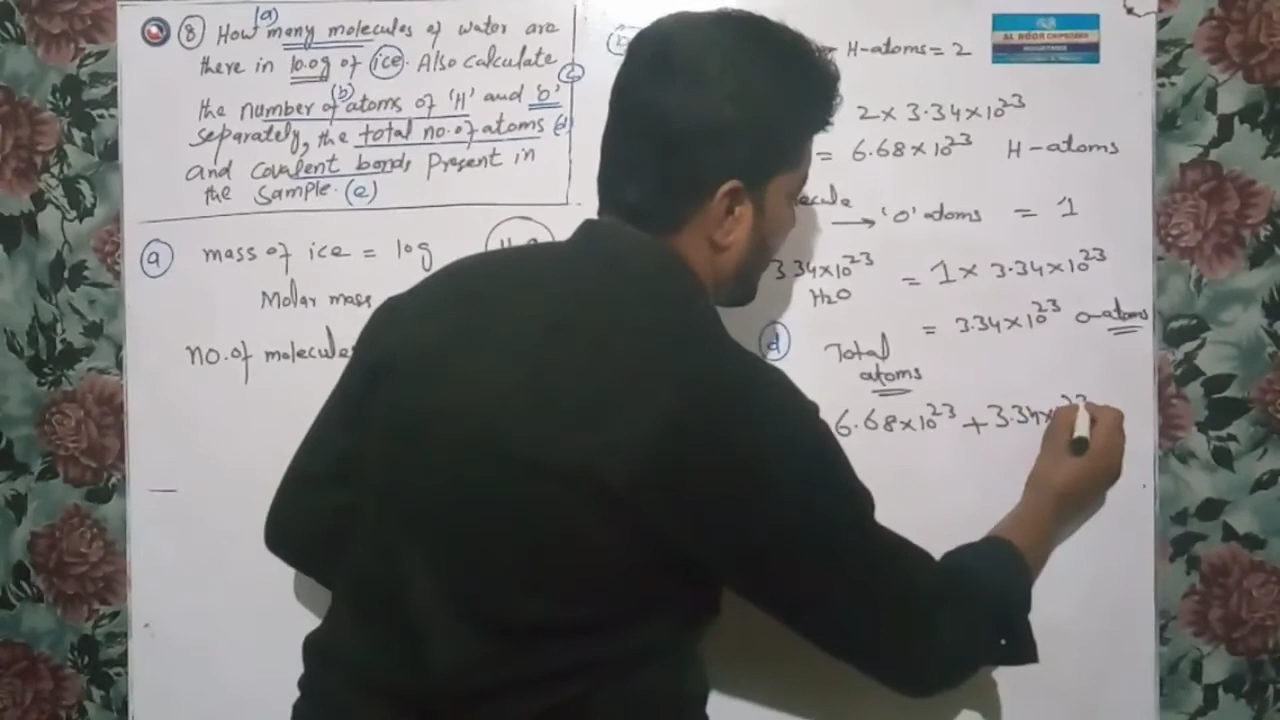 (a)
8 How many molecules of water are
there in 10.0g of ice. Also calculate
(b) (c)
the number of atoms of 'H' and 'O'
separately, the total no. of atoms (d)
and covalent bonds present in
the sample. (e)
a mass of ice = 10g
Molar mass
no. of molecules
H-atoms = 2
2 x 3.34 x 10^23
= 6.68 x 10^23 H-atoms
→ 'O' atoms = 1
3.34 x 10^23 H2O = 1 x 3.34 x 10^23
= 3.34 x 10^23 O-atoms
d Total
atoms
6.68 x 10^23 + 3.34 x
AL NOOR